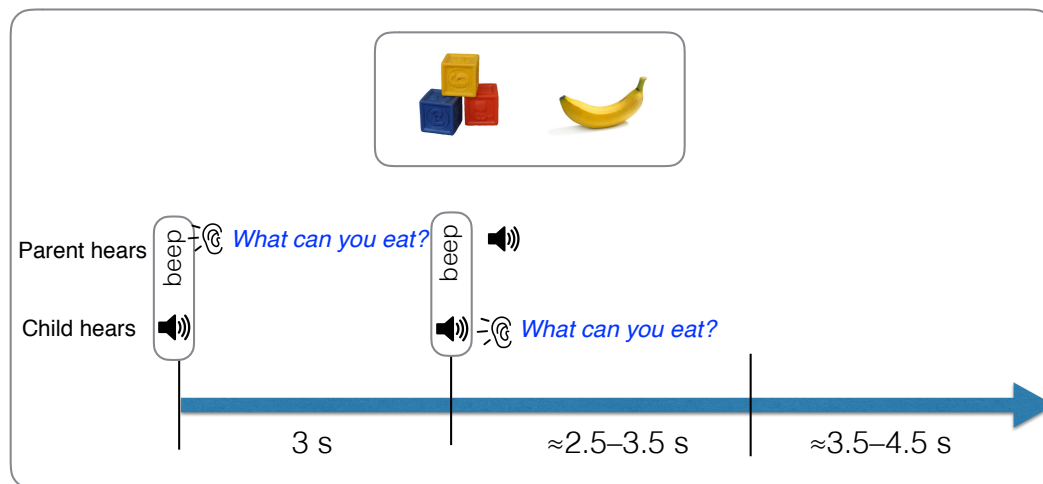 Parent hears beep What can you eat? beep
Child hears What can you eat?
3 s ≈2.5–3.5 s ≈3.5–4.5 s